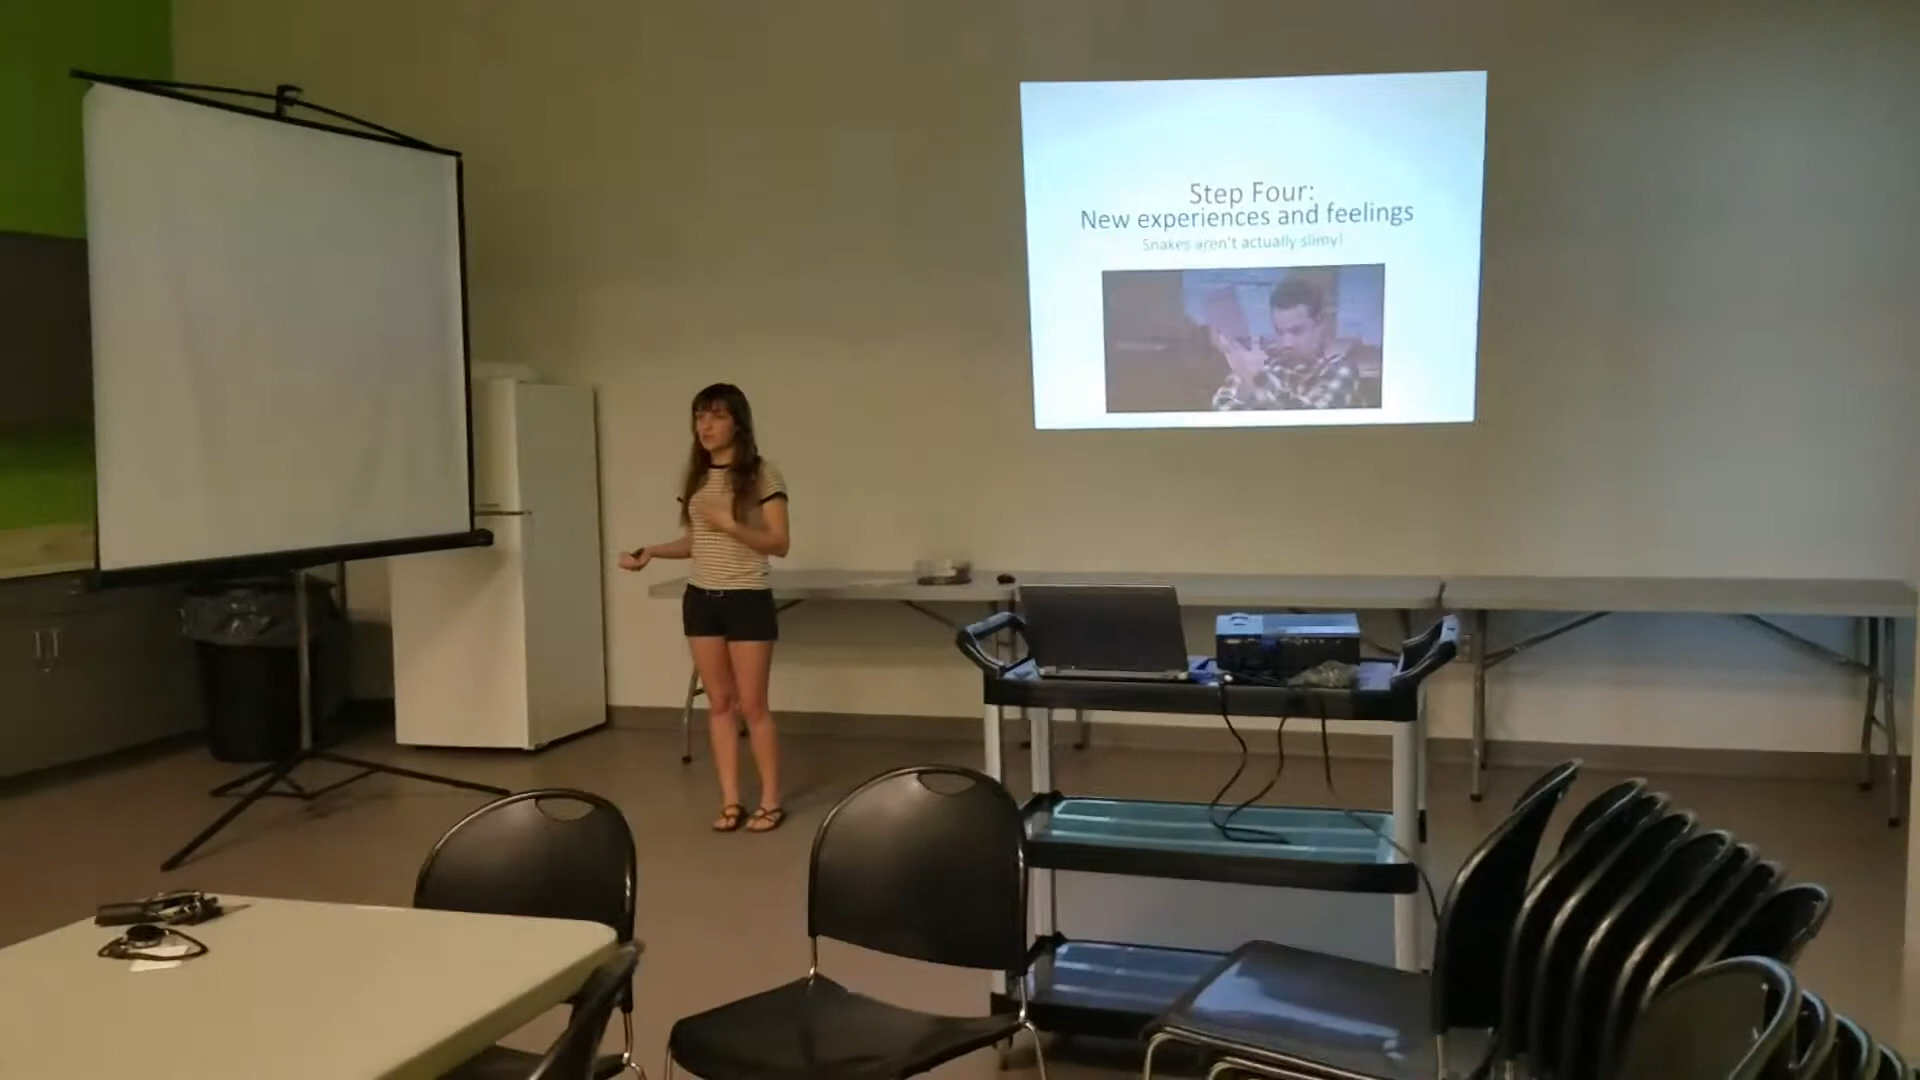 Step Four:
New experiences and feelings
Snakes aren't actually slimy!